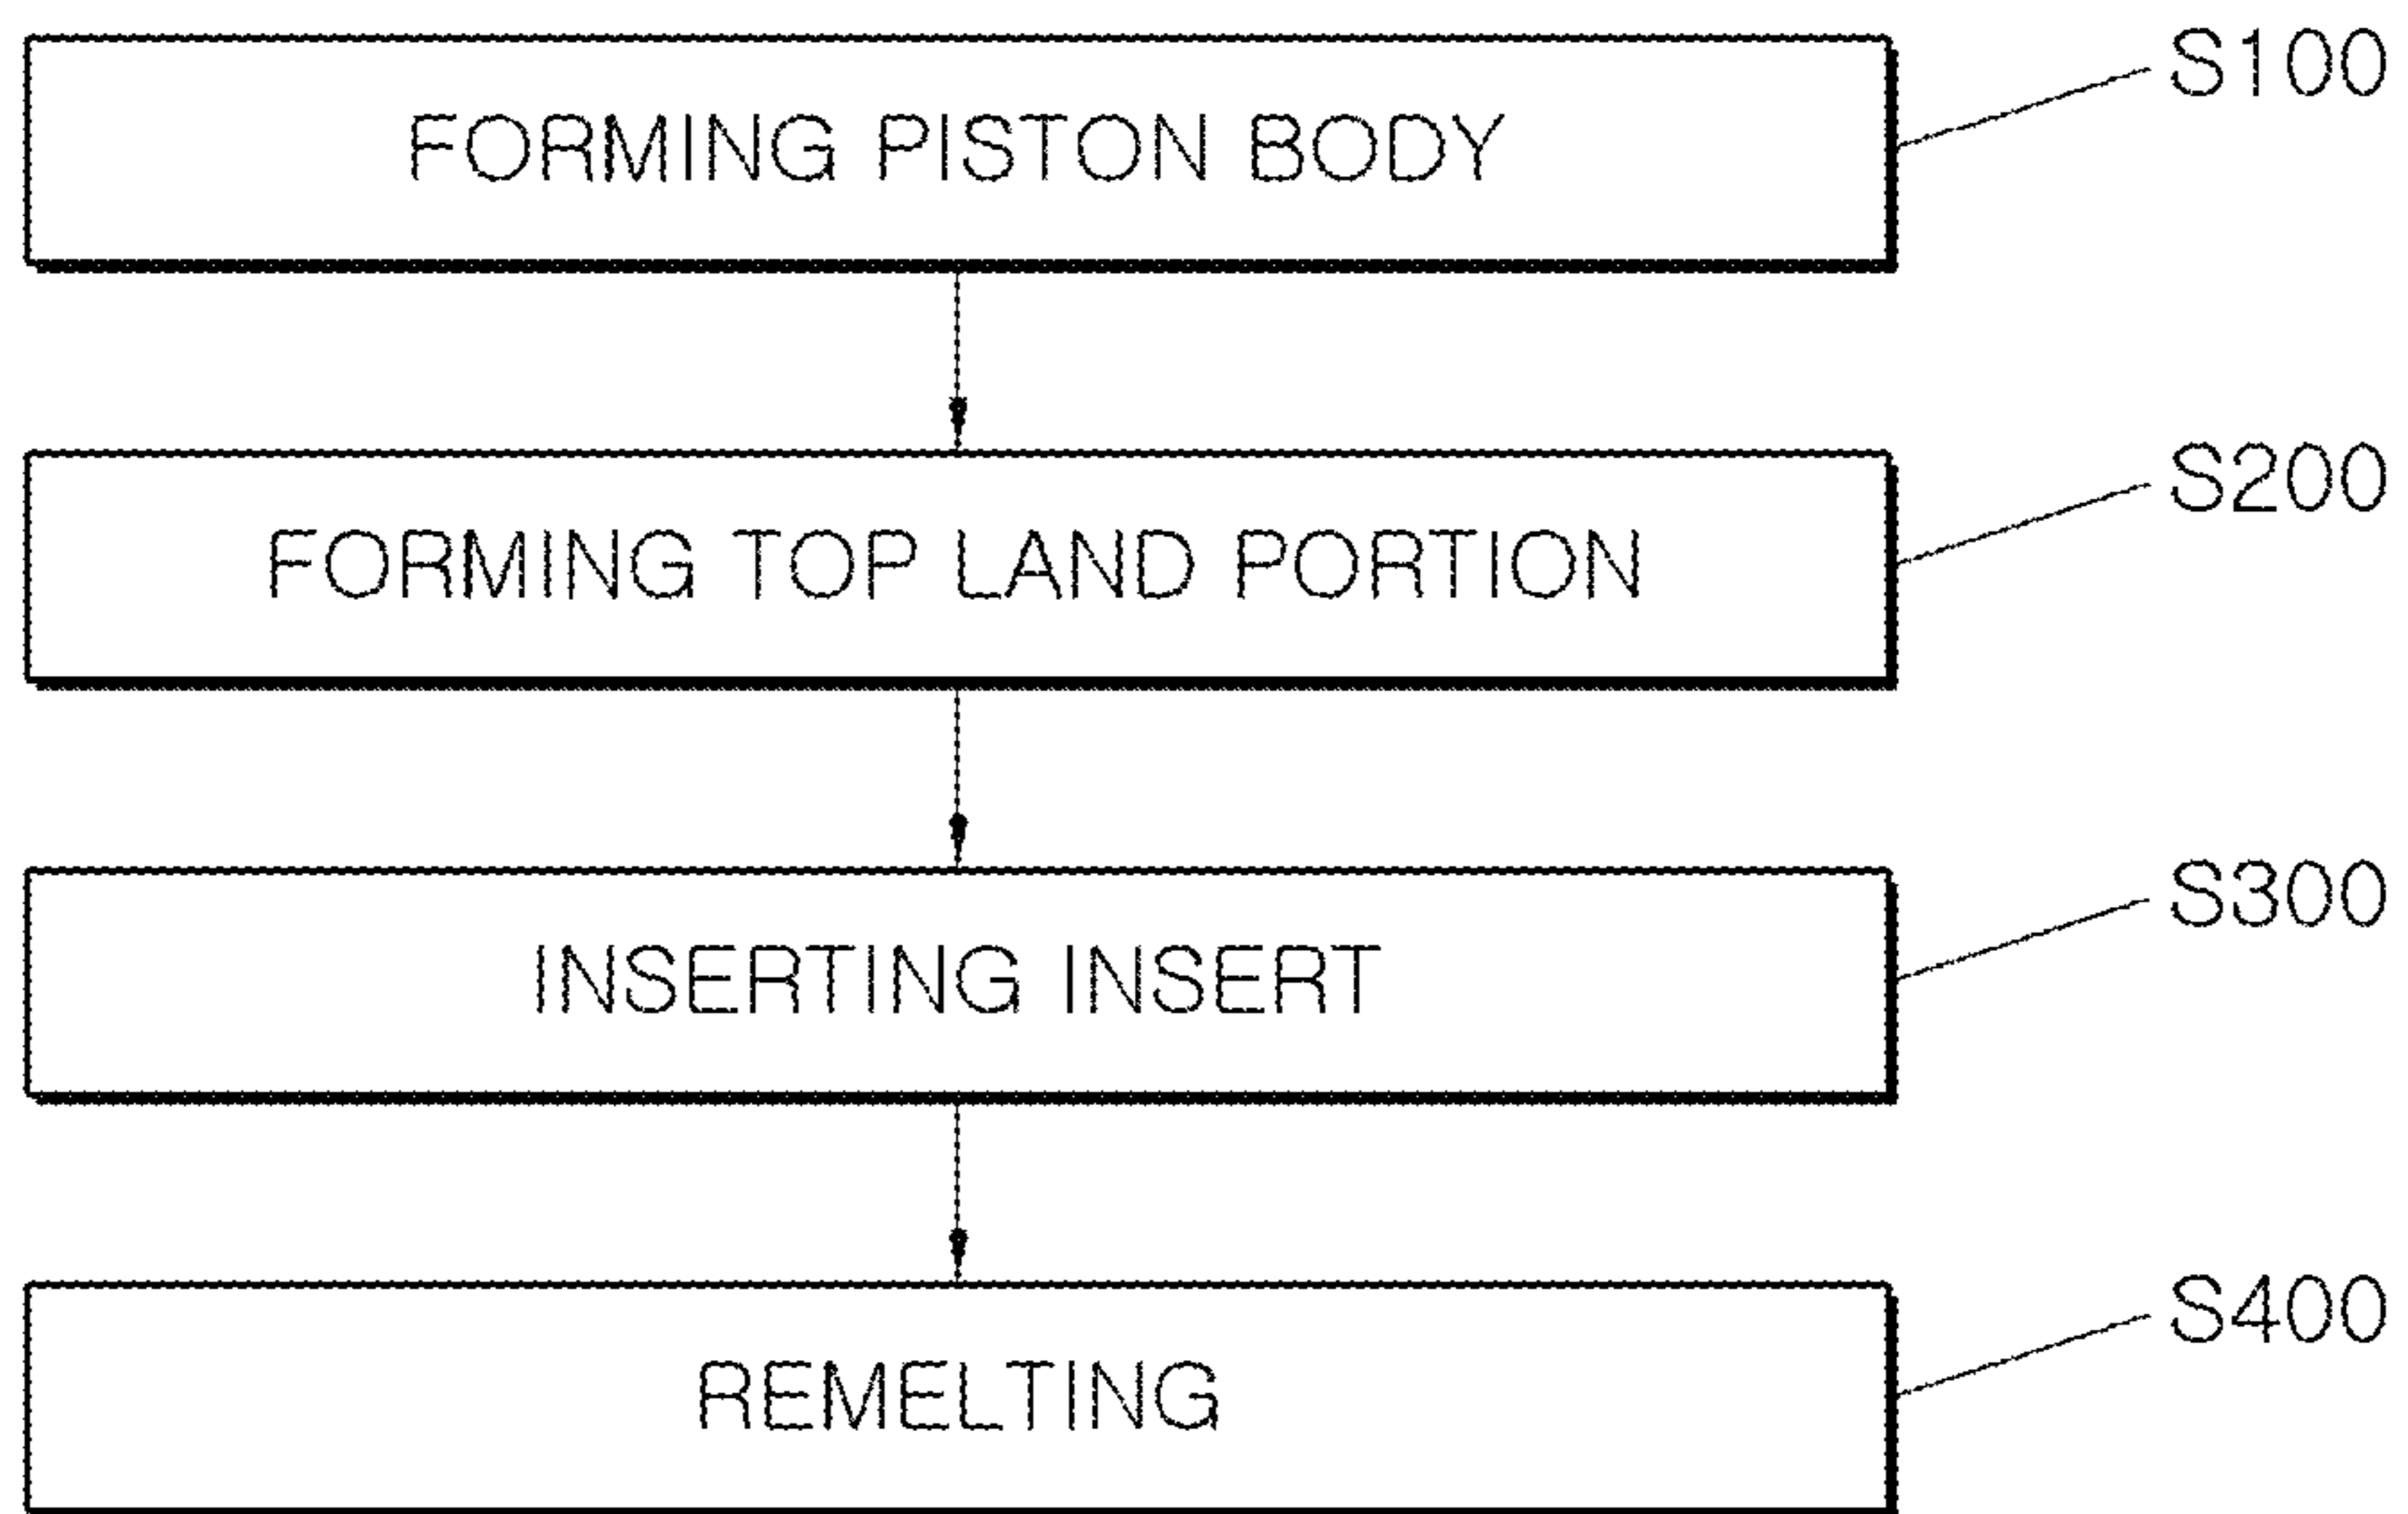 FORMING PISTON BODY
S100
FORMING TOP LAND PORTION
S200
INSERTING INSERT
S300
REMELTING
S400